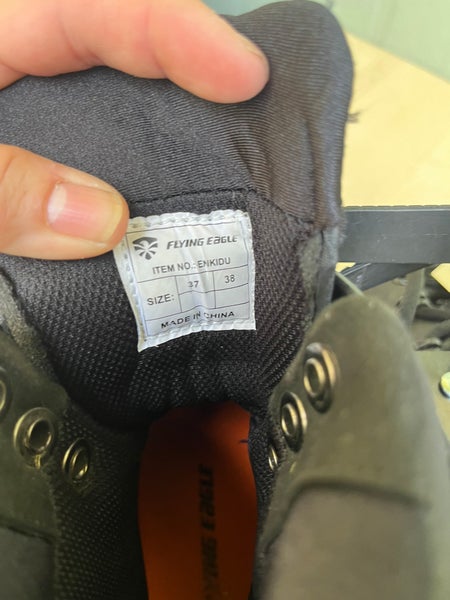 FLYING EAGLE
ITEM NO.: ENKIDU
SIZE: 37 38
MADE IN CHINA
FLYING EAGLE